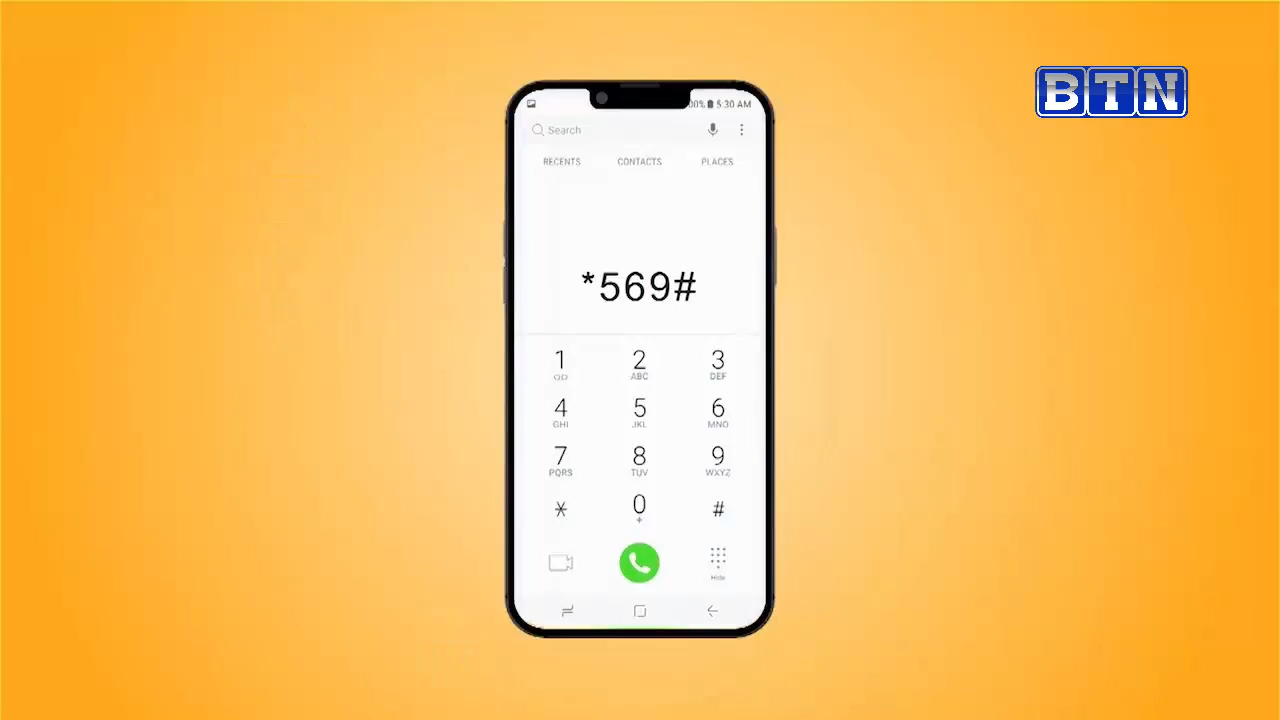 BTN
00% 5:30 AM
Search
RECENTS CONTACTS PLACES
*569#
1 2 3
ABC DEF
4 5 6
GHI JKL MNO
7 8 9
PQRS TUV WXYZ
* 0 #
+
Hide